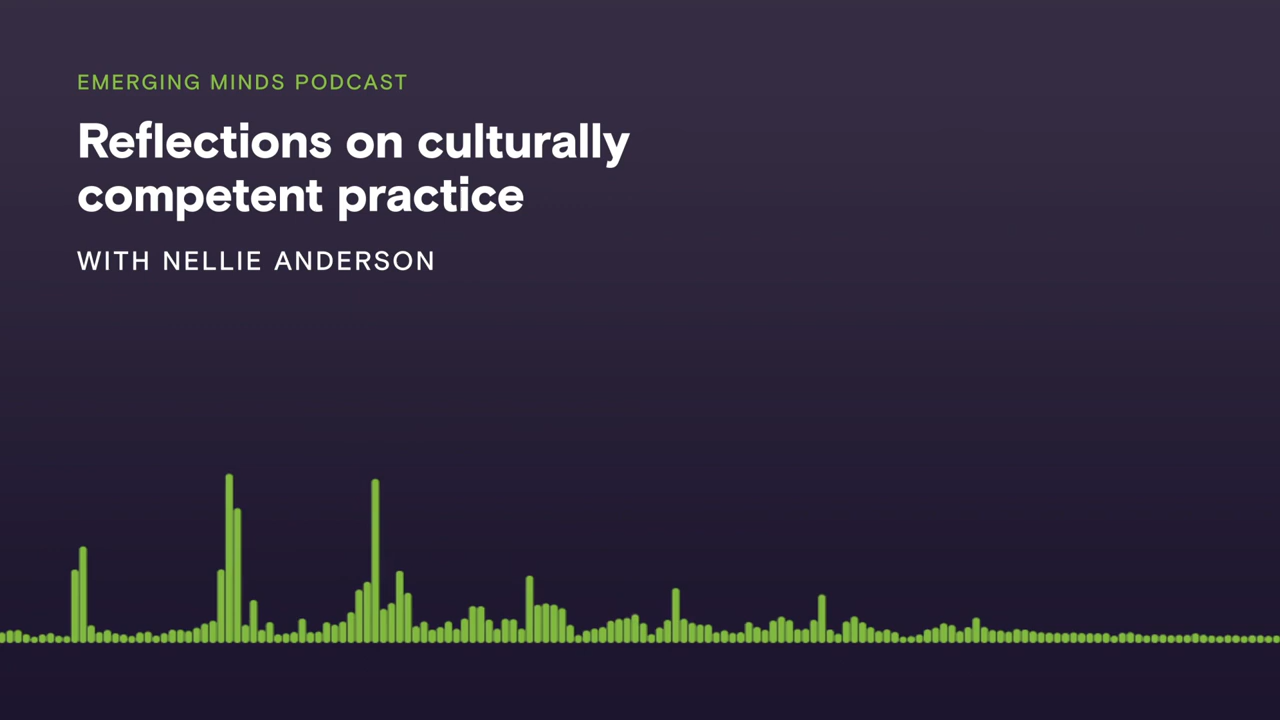 EMERGING MINDS PODCAST
Reflections on culturally
competent practice
WITH NELLIE ANDERSON